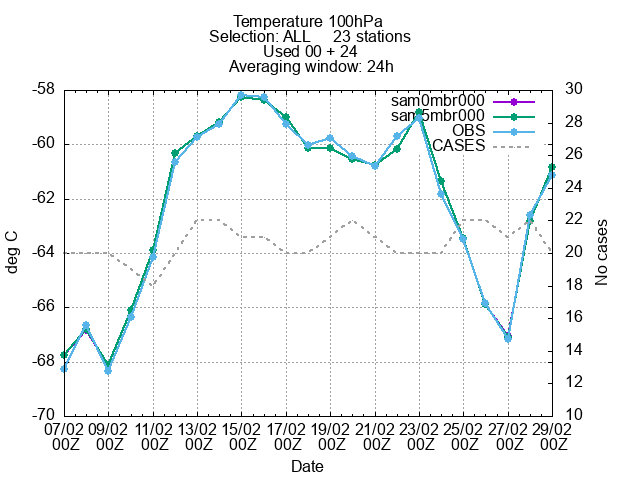 Temperature 100hPa
Selection: ALL 23 stations
Used 00 + 24
Averaging window: 24h
-58
-60
-62
-64
-66
-68
-70
30
28
26
24
22
20
18
16
14
12
10
sam0mbr000
sam5mbr000
OBS
CASES
deg C
No cases
07/02 09/02 11/02 13/02 15/02 17/02 19/02 21/02 23/02 25/02 27/02 29/02
00Z 00Z 00Z 00Z 00Z 00Z 00Z 00Z 00Z 00Z 00Z 00Z
Date